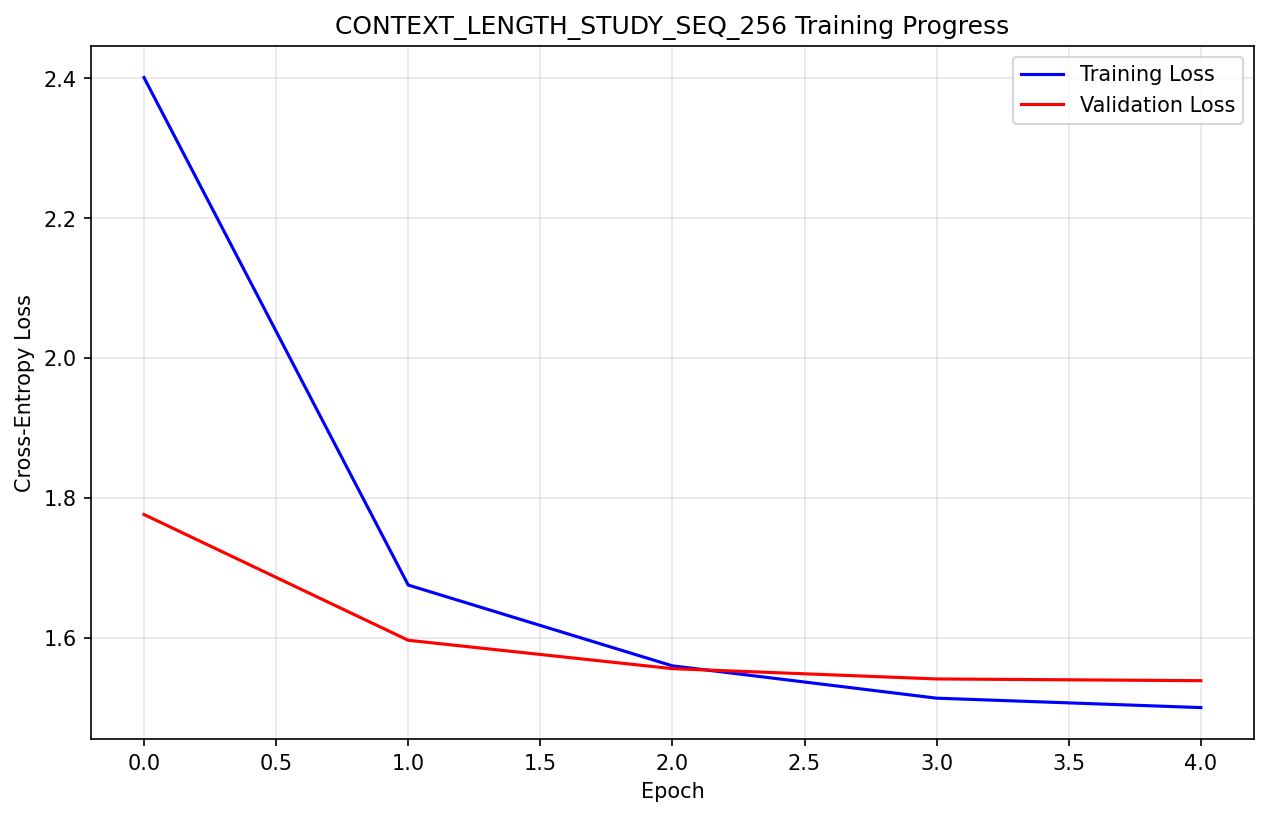 CONTEXT_LENGTH_STUDY_SEQ_256 Training Progress
Training Loss
Validation Loss
Cross-Entropy Loss
2.4
2.2
2.0
1.8
1.6
0.0 0.5 1.0 1.5 2.0 2.5 3.0 3.5 4.0
Epoch